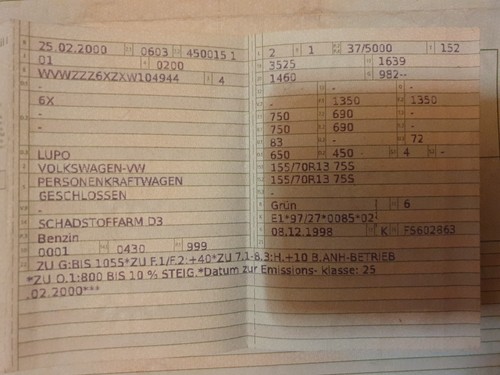 25.02.2000 0603 450015 1
01 0200
WVWZZZ6XZXW104944 4
-
6X
-
-
LUPO
VOLKSWAGEN-VW
PERSONENKRAFTWAGEN
GESCHLOSSEN
-
SCHADSTOFFARM D3
Benzin
0001 0430 999
2 1 37/5000 152
3525 1639
1460 982--
- -
- 1350 1350
750 690 -
750 690 -
83 - 72
650 450 4 -
155/70R13 75S
155/70R13 75S
-
Grün 6
E1*97/27*0085*02
08.12.1998 K FS602863
ZU G:BIS 1055*ZU F.1/F.2:+40*ZU 7.1-8.3:H.+10 B.ANH-BETRIEB
*ZU O.1:800 BIS 10 % STEIG.*Datum zur Emissions- klasse: 25
.02.2000***